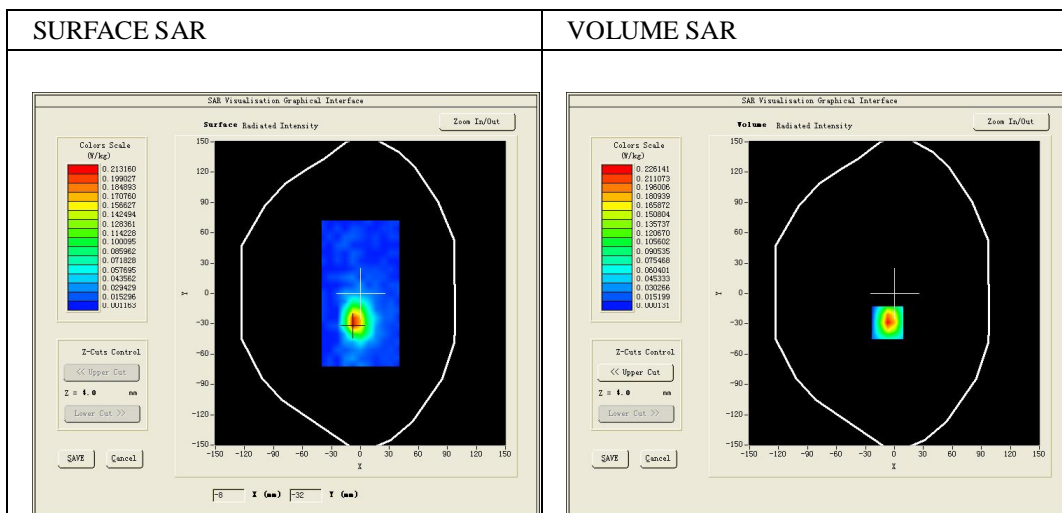 SURFACE SAR
VOLUME SAR
SAR Visualisation Graphical Interface
Surface Radiated Intensity
Zoom In/Out
Colors Scale
(W/kg)
0.213160
0.199027
0.184893
0.170760
0.156627
0.142494
0.128361
0.114228
0.100095
0.085962
0.071828
0.057695
0.043562
0.029429
0.015296
0.001163
Z-Cuts Control
<< Upper Cut
Z = 4.0 mm
Lower Cut >>
SAVE Cancel
150
120
90
60
30
0
-30
-60
-90
-120
-150
Y
-150 -120 -90 -60 -30 0 30 60 90 120 150
X
-8 X (mm) -32 Y (mm)
SAR Visualisation Graphical Interface
Volume Radiated Intensity
Zoom In/Out
Colors Scale
(W/kg)
0.226141
0.211073
0.196006
0.180939
0.165872
0.150804
0.135737
0.120670
0.105602
0.090535
0.075468
0.060401
0.045333
0.030266
0.015199
0.000131
Z-Cuts Control
<< Upper Cut
Z = 4.0 mm
Lower Cut >>
SAVE Cancel
150
120
90
60
30
0
-30
-60
-90
-120
-150
Y
-150 -120 -90 -60 -30 0 30 60 90 120 150
X